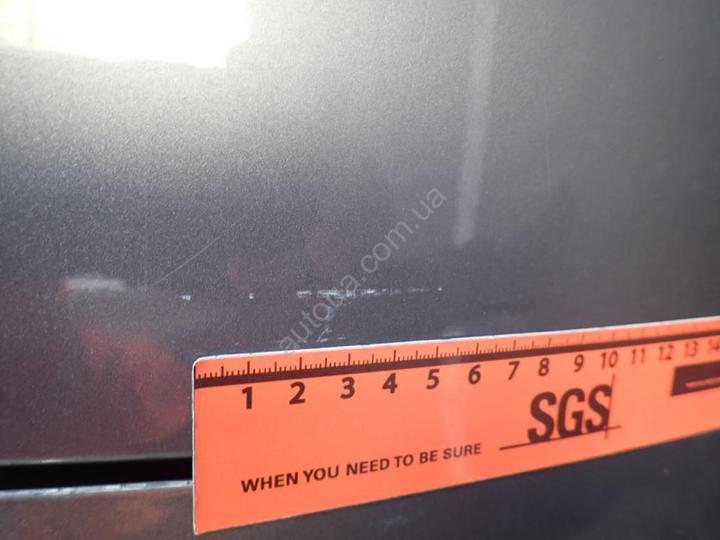 autobla.com.ua
1 2 3 4 5 6 7 8 9 10 11 12 13 14
SGS
WHEN YOU NEED TO BE SURE